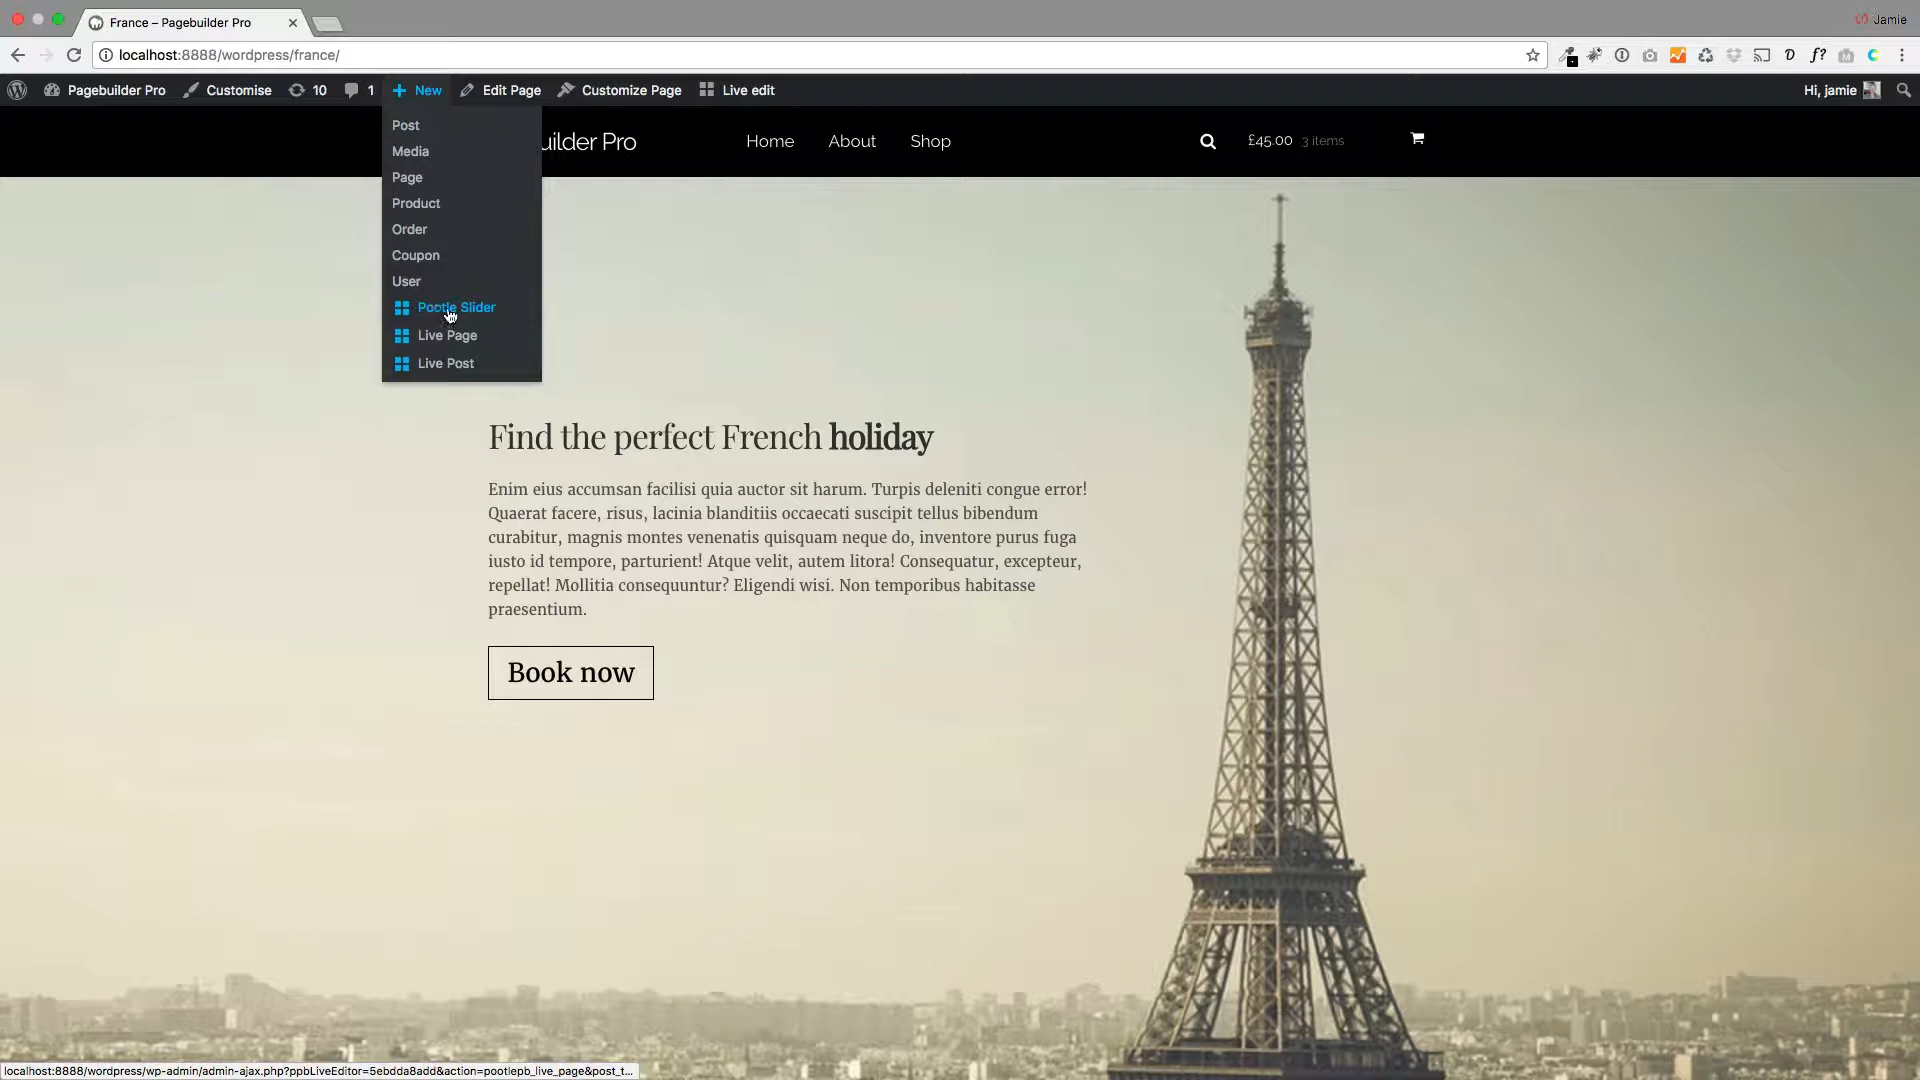 France – Pagebuilder Pro
Jamie
localhost:8888/wordpress/france/
Pagebuilder Pro
Customise
10
1
New
Edit Page
Customize Page
Live edit
Hi, jamie
Post
Media
Page
Product
Order
Coupon
User
Pootle Slider
Live Page
Live Post
uilder Pro
Home
About
Shop
£45.00 3 items
Find the perfect French holiday
Enim eius accumsan facilisi quia auctor sit harum. Turpis deleniti congue error!
Quaerat facere, risus, lacinia blanditiis occaecati suscipit tellus bibendum
curabitur, magnis montes venenatis quisquam neque do, inventore purus fuga
iusto id tempore, parturient! Atque velit, autem litora! Consequatur, excepteur,
repellat! Mollitia consequuntur? Eligendi wisi. Non temporibus habitasse
praesentium.
Book now
localhost:8888/wordpress/wp-admin/admin-ajax.php?ppbLiveEditor=5ebdda8add&action=pootlepb_live_page&post_t...